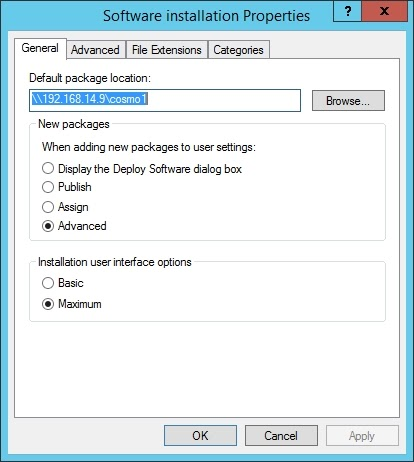 Software installation Properties
? x
General Advanced File Extensions Categories
Default package location:
\\192.168.14.9\cosmo1 Browse...
New packages
When adding new packages to user settings:
Display the Deploy Software dialog box
Publish
Assign
Advanced
Installation user interface options
Basic
Maximum
OK Cancel Apply